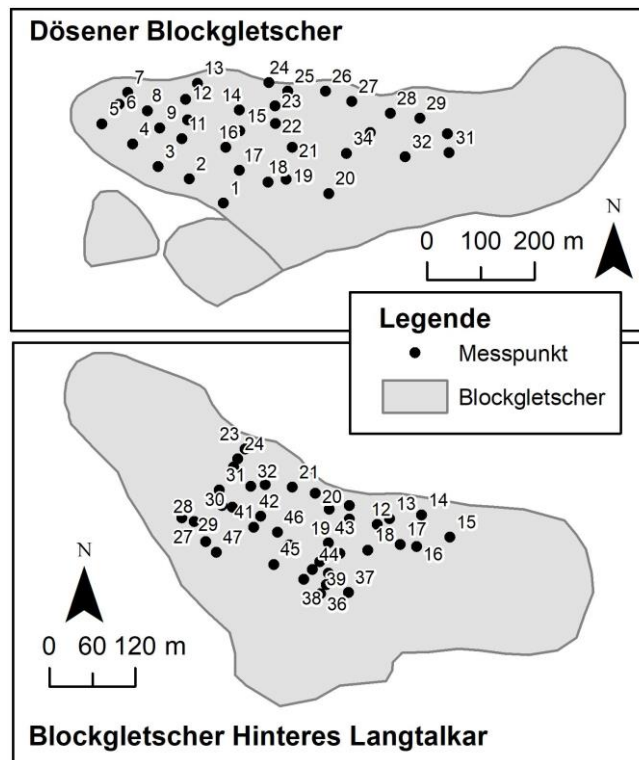 Dösener Blockgletscher
13 24 25 26
7 27
12 14 23 28
8 29
5 6 9 15
4 11 16 22 34
21 31
3 17 32
2 18 19
1 20
N
0 100 200 m
Legende
Messpunkt
Blockgletscher
23
24
31 32 21
30 20 14
28 41 42 12 13
29 46 19 43 17 15
27 47 18 16
45 44
39 37
38 36
N
0 60 120 m
Blockgletscher Hinteres Langtalkar